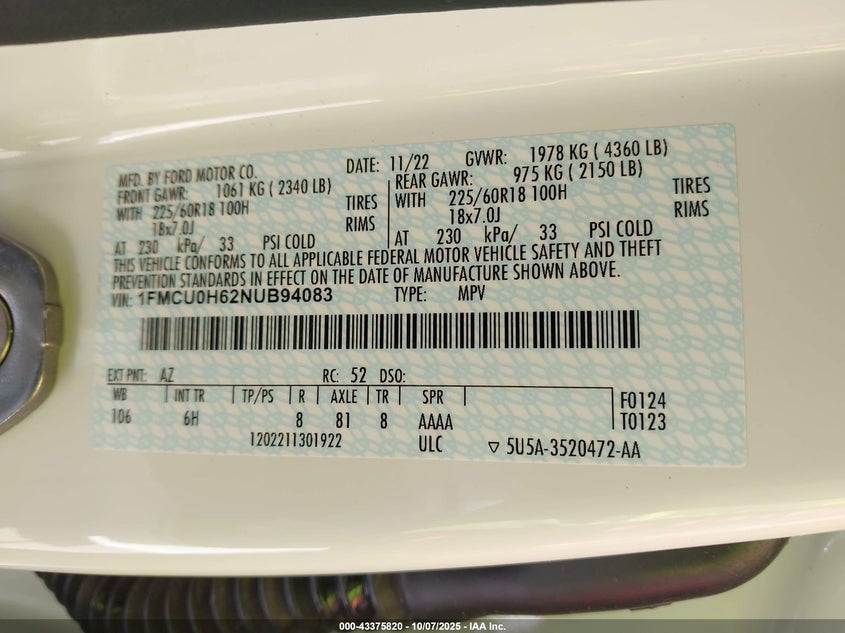 MFD. BY FORD MOTOR CO. DATE: 11/22 GVWR: 1978 KG ( 4360 LB)
FRONT GAWR: 1061 KG ( 2340 LB) REAR GAWR: 975 KG ( 2150 LB)
WITH 225/60R18 100H TIRES WITH 225/60R18 100H TIRES
18x7.0J RIMS 18x7.0J RIMS
AT 230 kPa/ 33 PSI COLD AT 230 kPa/ 33 PSI COLD
THIS VEHICLE CONFORMS TO ALL APPLICABLE FEDERAL MOTOR VEHICLE SAFETY AND THEFT
PREVENTION STANDARDS IN EFFECT ON THE DATE OF MANUFACTURE SHOWN ABOVE.
VIN: 1FMCU0H62NUB94083 TYPE: MPV
EXT PNT: AZ RC: 52 DSO:
WB INT TR TP/PS R AXLE TR SPR F0124
106 6H 8 81 8 AAAA T0123
1202211301922 ULC ▽ 5U5A-3520472-AA
000-43375820 - 10/07/2025 - IAA Inc.